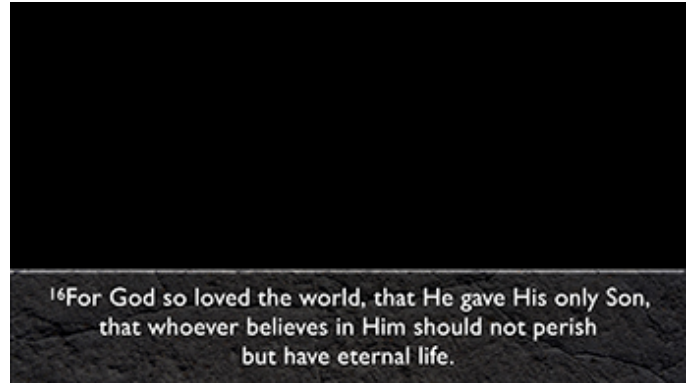 ¹⁶For God so loved the world, that He gave His only Son,
that whoever believes in Him should not perish
but have eternal life.